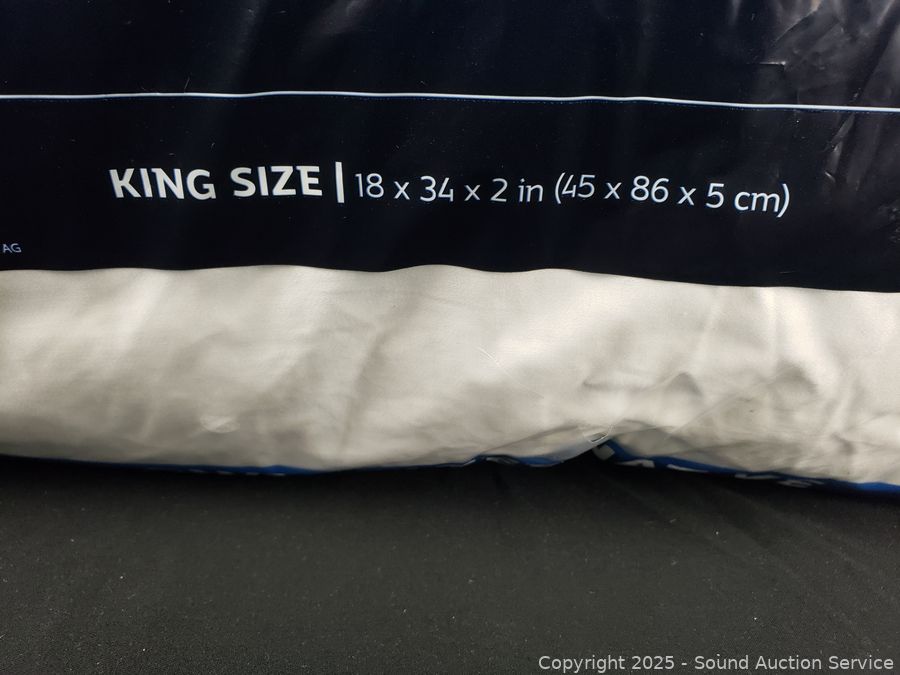 KING SIZE | 18 x 34 x 2 in (45 x 86 x 5 cm)
AG
Copyright 2025 - Sound Auction Service